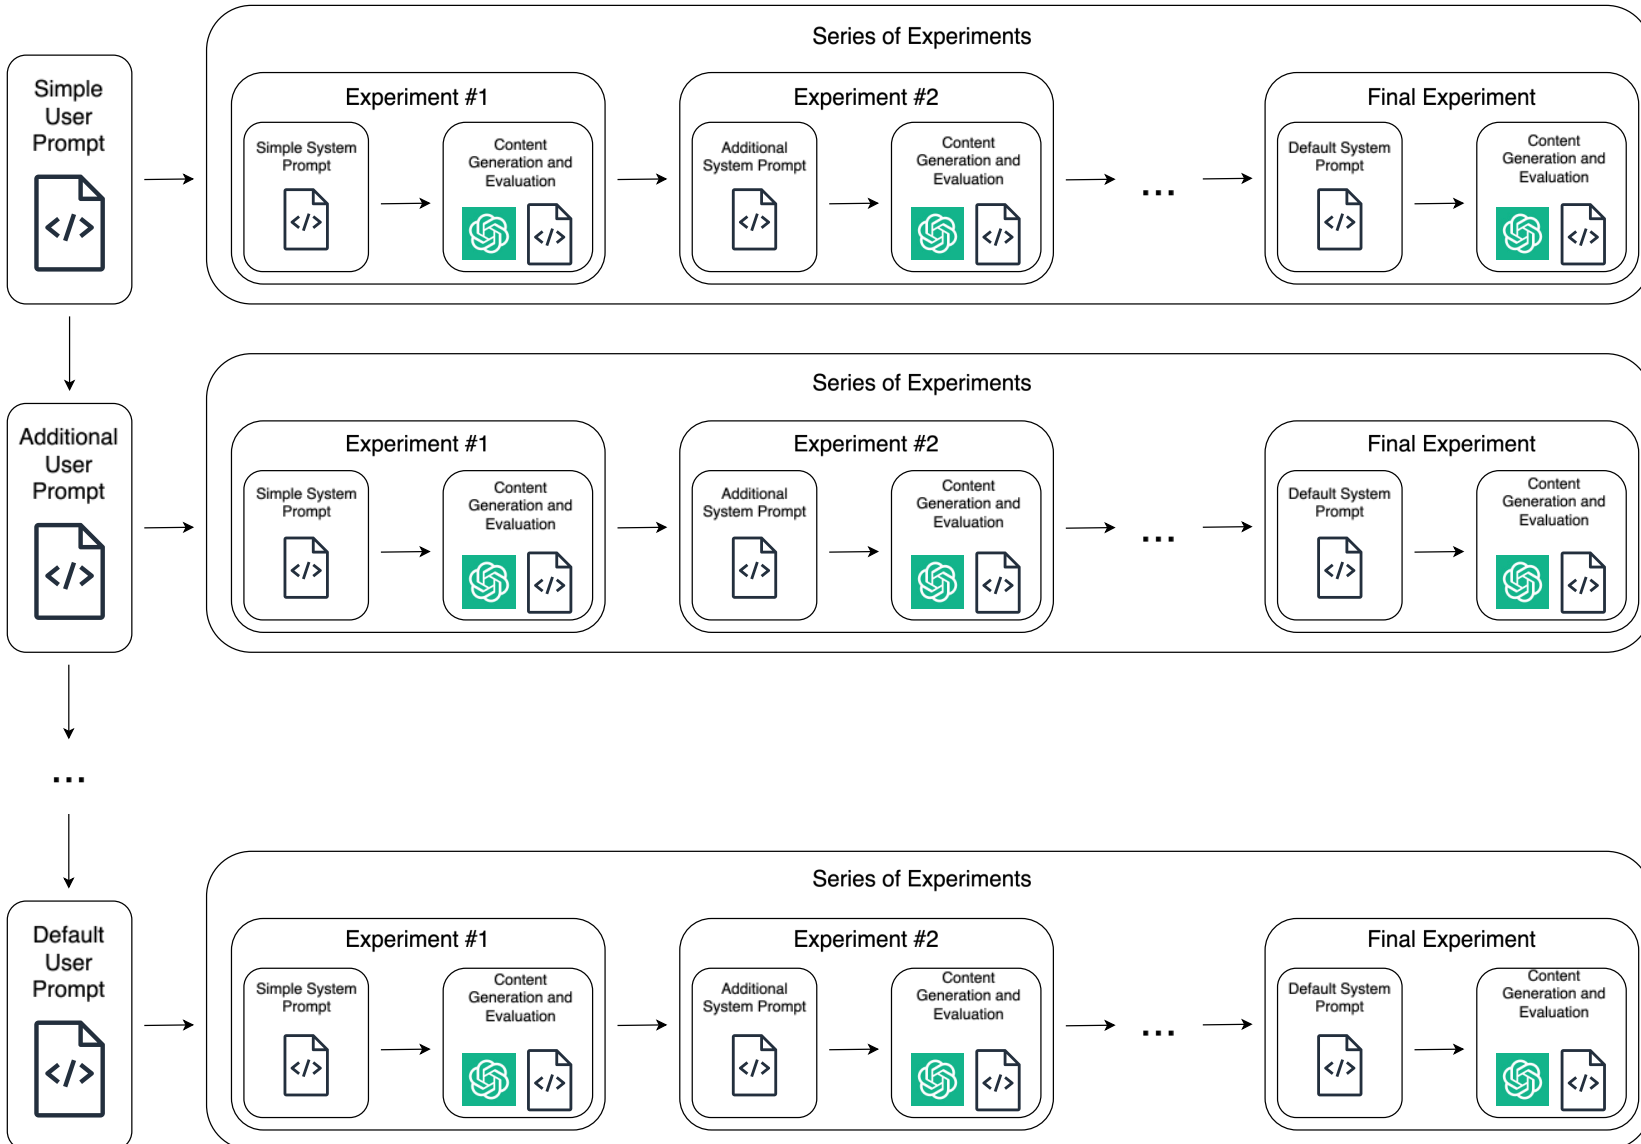 Simple
User
Prompt
</>
Series of Experiments
Experiment #1
Simple System
Prompt
</>
Content
Generation and
Evaluation
</>
Experiment #2
Additional
System Prompt
</>
Content
Generation and
Evaluation
</>
...
Final Experiment
Default System
Prompt
</>
Content
Generation and
Evaluation
</>
Additional
User
Prompt
</>
Series of Experiments
Experiment #1
Simple System
Prompt
</>
Content
Generation and
Evaluation
</>
Experiment #2
Additional
System Prompt
</>
Content
Generation and
Evaluation
</>
...
Final Experiment
Default System
Prompt
</>
Content
Generation and
Evaluation
</>
...
Default
User
Prompt
</>
Series of Experiments
Experiment #1
Simple System
Prompt
</>
Content
Generation and
Evaluation
</>
Experiment #2
Additional
System Prompt
</>
Content
Generation and
Evaluation
</>
...
Final Experiment
Default System
Prompt
</>
Content
Generation and
Evaluation
</>